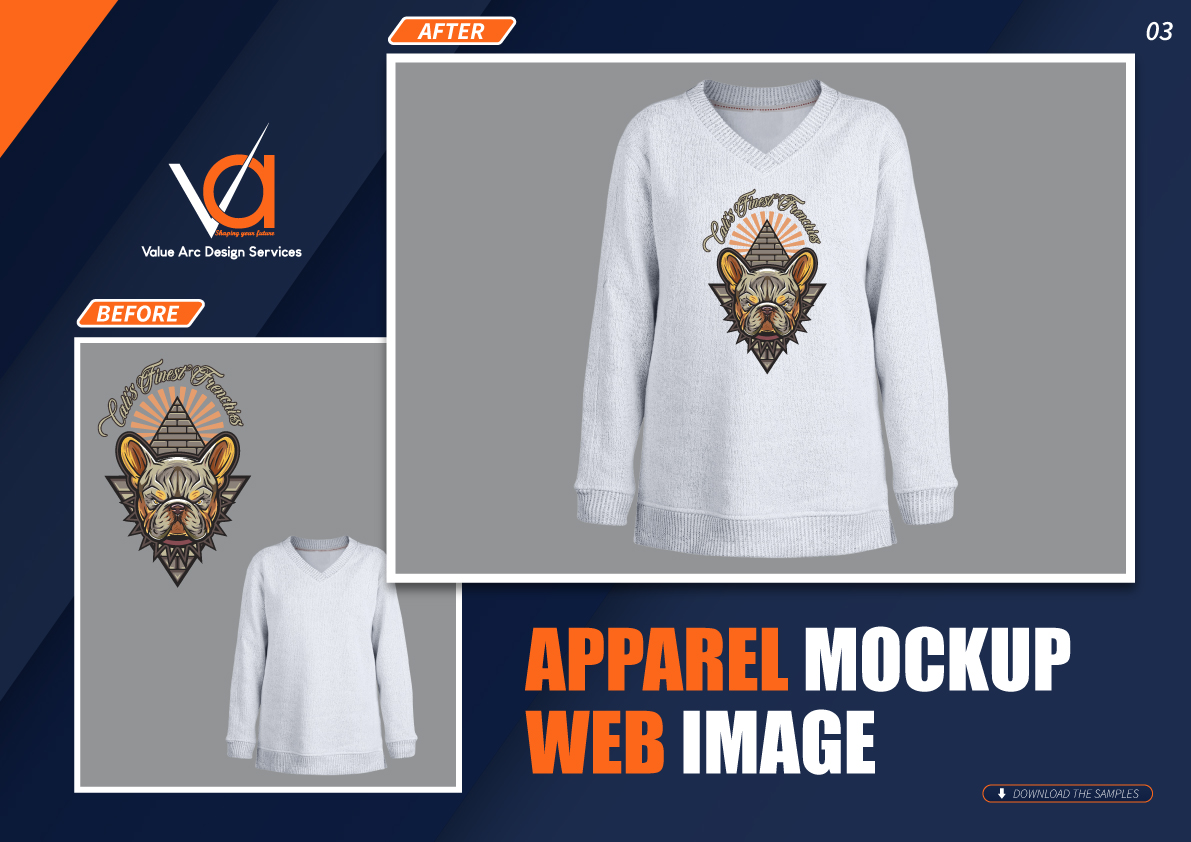 AFTER
03
Cali's Finest Frenchies
va
Shaping your future
Value Arc Design Services
BEFORE
Cali's Finest Frenchies
APPAREL MOCKUP
WEB IMAGE
DOWNLOAD THE SAMPLES